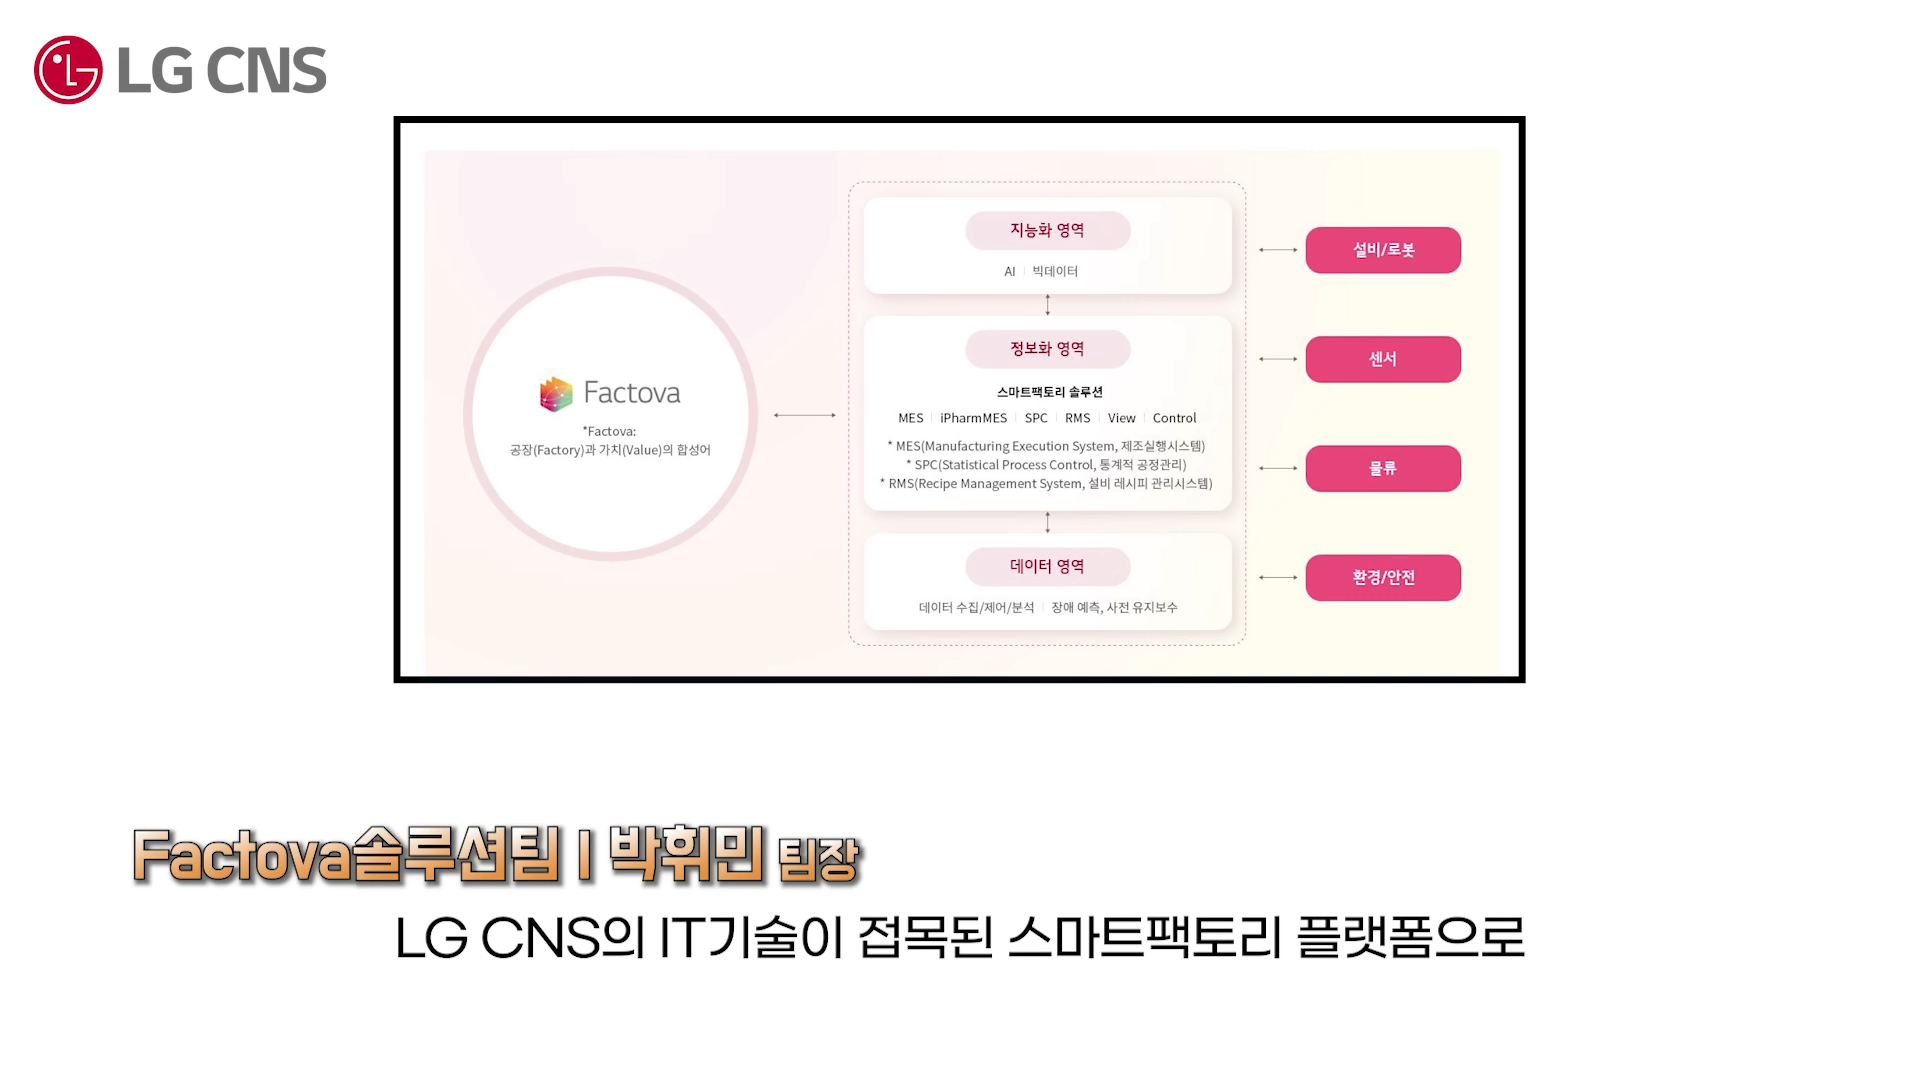 LG CNS
지능화 영역
AI | 빅데이터
설비/로봇
정보화 영역
스마트팩토리 솔루션
MES | iPharmMES | SPC | RMS | View | Control
* MES(Manufacturing Execution System, 제조실행시스템)
* SPC(Statistical Process Control, 통계적 공정관리)
* RMS(Recipe Management System, 설비 레시피 관리시스템)
센서
Factova
*Factova:
공장(Factory)과 가치(Value)의 합성어
물류
데이터 영역
데이터 수집/제어/분석 | 장애 예측, 사전 유지보수
환경/안전
Factova솔루션팀 | 박휘민 팀장
LG CNS의 IT기술이 접목된 스마트팩토리 플랫폼으로